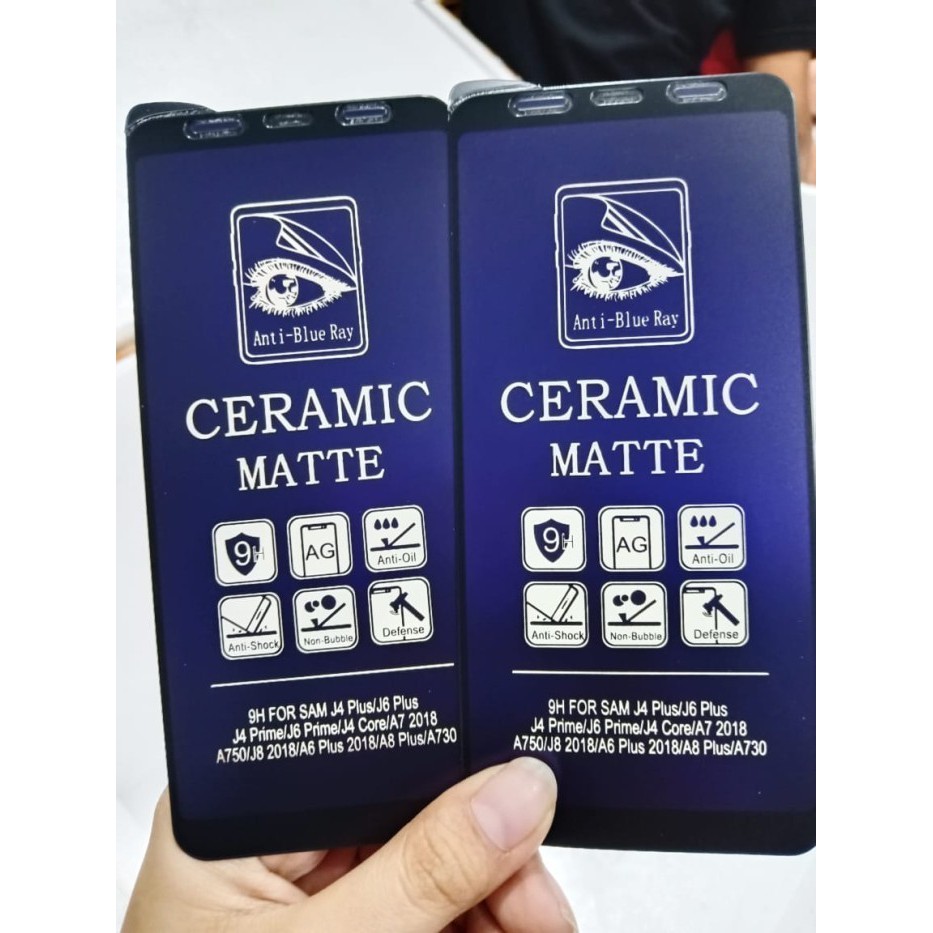 Anti-Blue Ray
CERAMIC
MATTE
9H
AG
Anti-Oil
Anti-Shock
Non-Bubble
Defense
9H FOR SAM J4 Plus/J6 Plus
J4 Prime/J6 Prime/J4 Core/A7 2018
A750/J8 2018/A6 Plus 2018/A8 Plus/A730
Anti-Blue Ray
CERAMIC
MATTE
9H
AG
Anti-Oil
Anti-Shock
Non-Bubble
Defense
9H FOR SAM J4 Plus/J6 Plus
J4 Prime/J6 Prime/J4 Core/A7 2018
A750/J8 2018/A6 Plus 2018/A8 Plus/A730